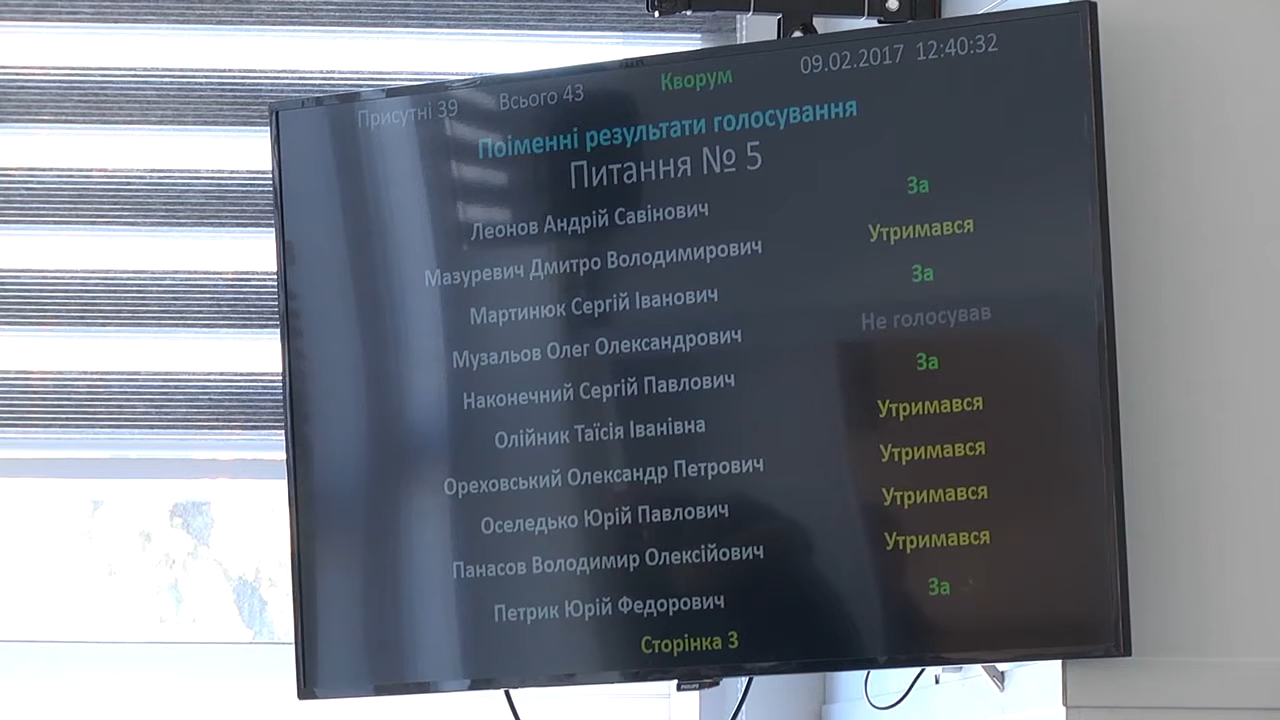 Присутні 39 Всього 43 Кворум 09.02.2017 12:40:32
Поіменні результати голосування
Питання № 5
Леонов Андрій Савінович За
Мазуревич Дмитро Володимирович Утримався
Мартинюк Сергій Іванович За
Музальов Олег Олександрович Не голосував
Наконечний Сергій Павлович За
Олійник Таїсія Іванівна Утримався
Ореховський Олександр Петрович Утримався
Оселедько Юрій Павлович Утримався
Панасов Володимир Олексійович Утримався
Петрик Юрій Федорович За
Сторінка 3
PHILIPS